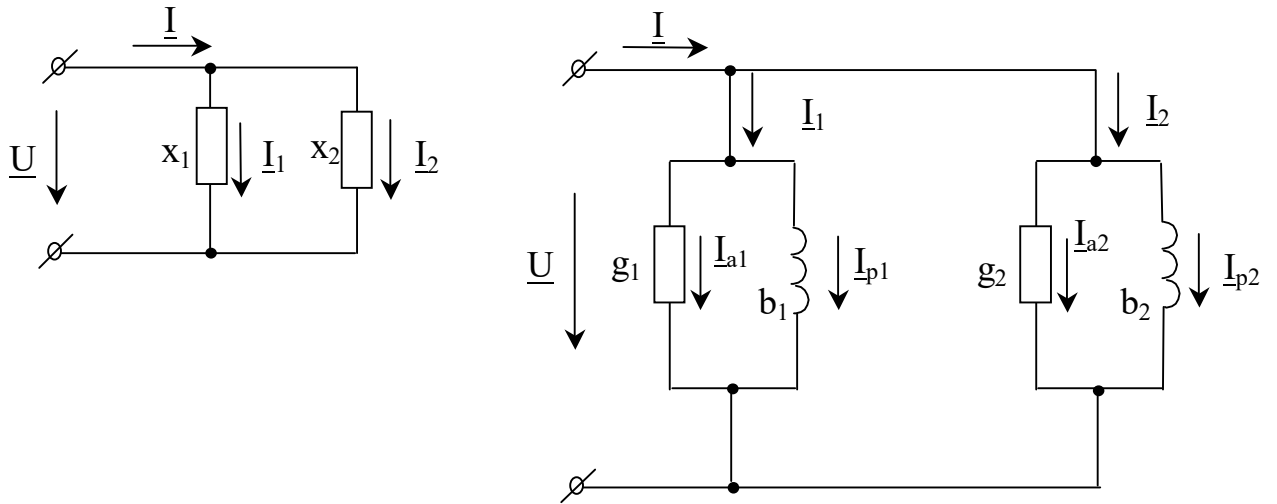 I
U
x₁
I₁
x₂
I₂
I
I₁
I₂
U
g₁
Iₐ₁
b₁
Iₚ₁
g₂
Iₐ₂
b₂
Iₚ₂